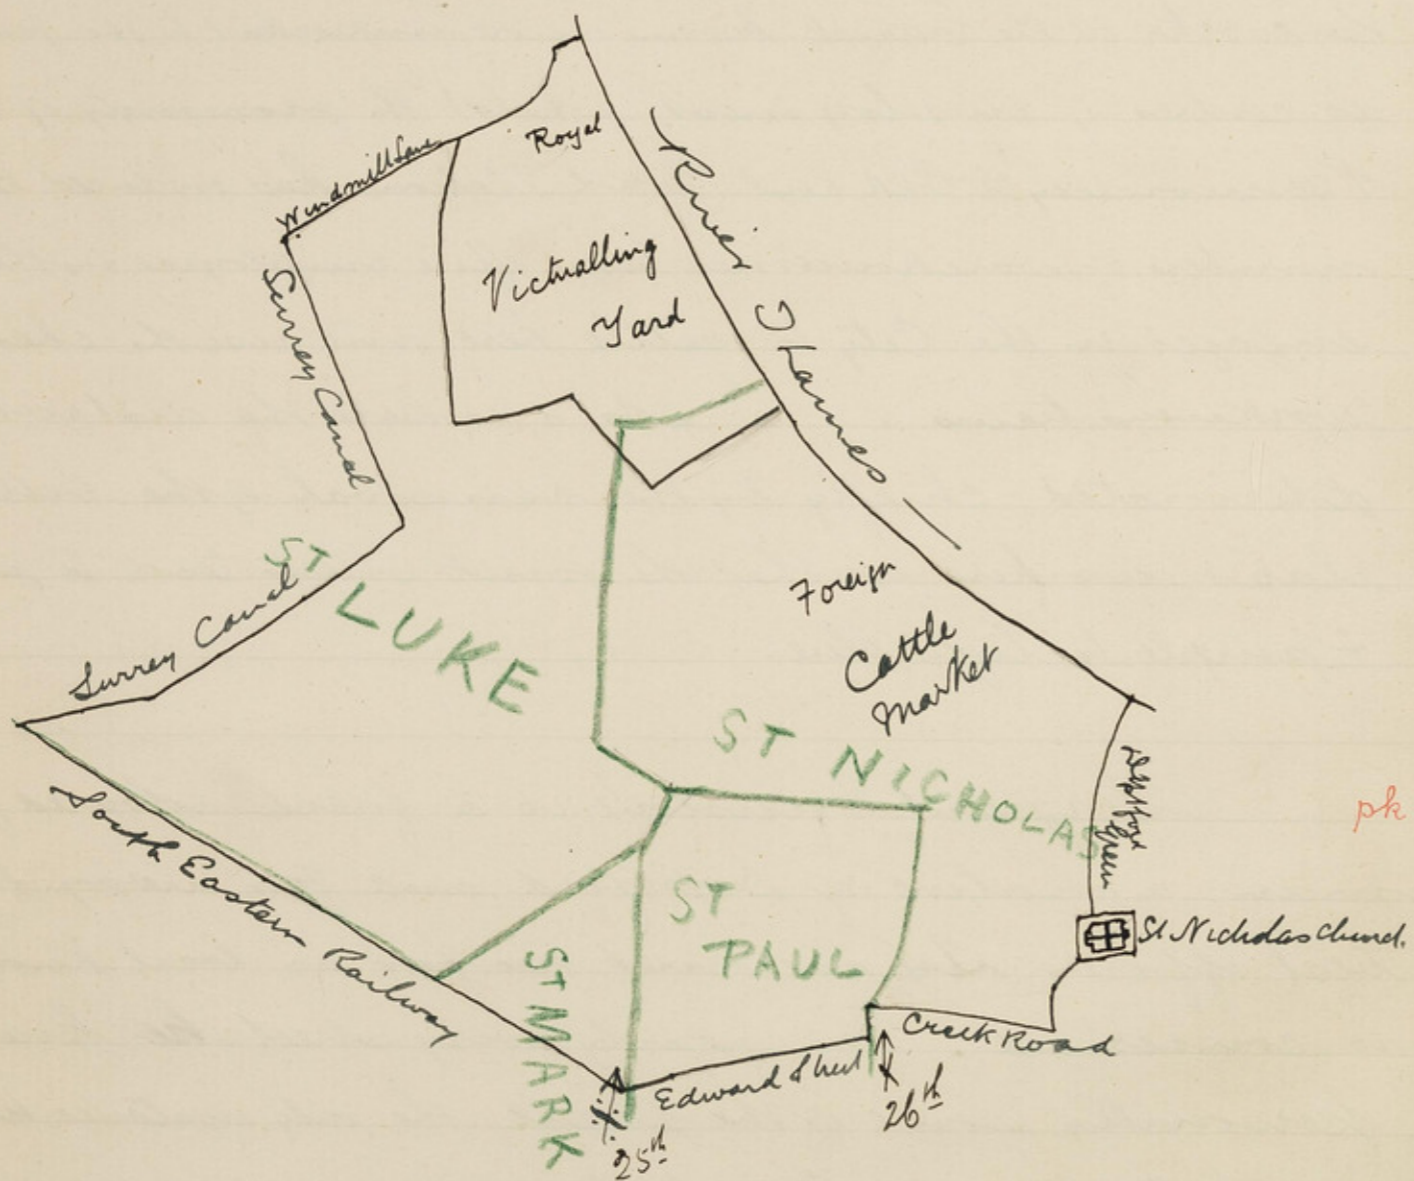 Royal
Windmill Lane
River Thames
Victualling
Yard
Surrey Canal
Foreign
Cattle
Market
ST
LUKE
Surrey Canal
ST NICHOLAS
Deptford
Green
pk
South Eastern Railway
ST
PAUL
St Nicholas Church.
ST MARK
Creek Road
Edward Street
26th
25th